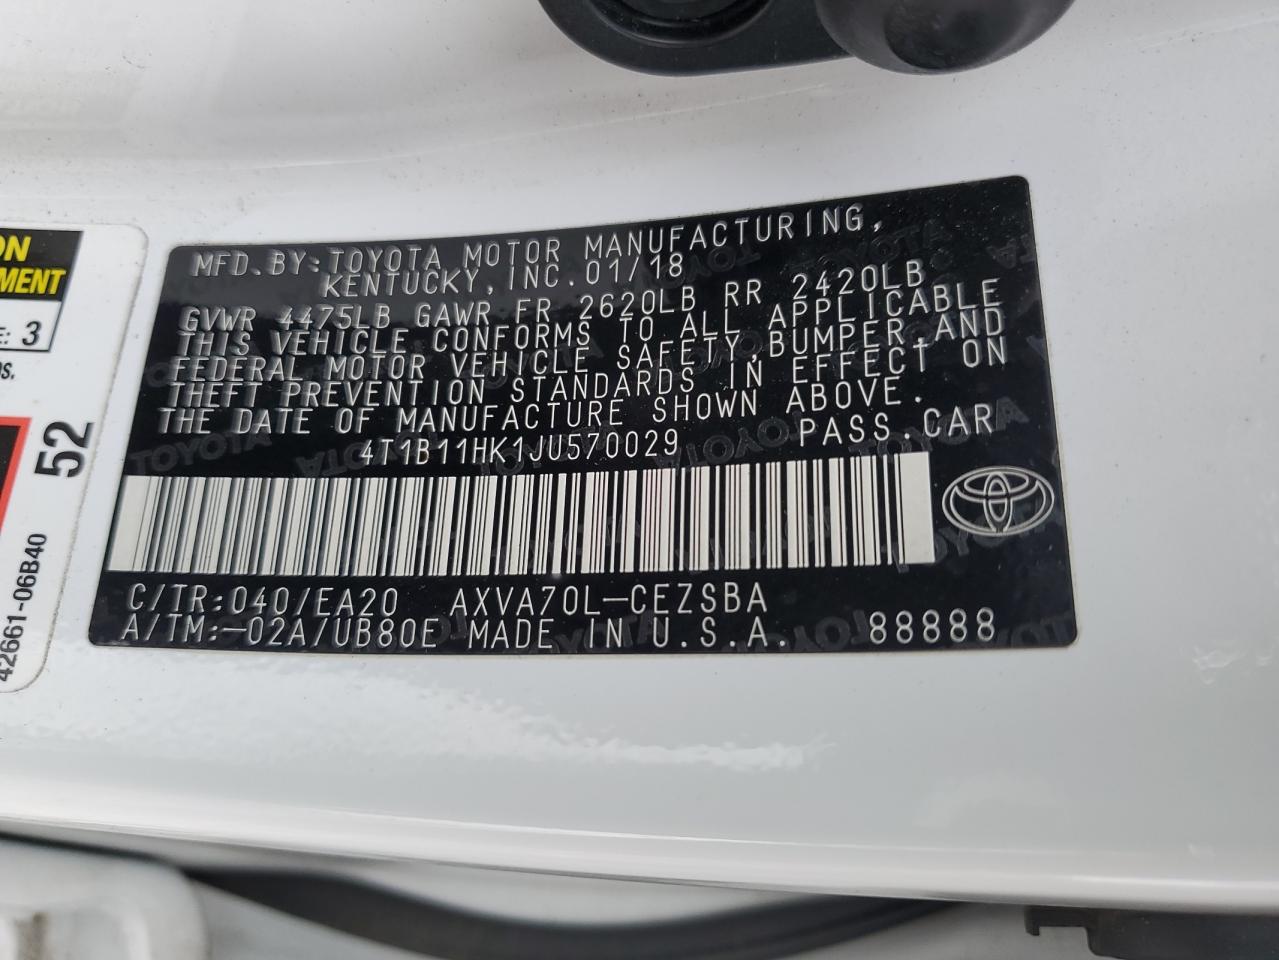 MFD.BY:TOYOTA MOTOR MANUFACTURING,
KENTUCKY,INC.01/18
GVWR 4475LB GAWR FR 2620LB RR 2420LB
THIS VEHICLE CONFORMS TO ALL APPLICABLE
FEDERAL MOTOR VEHICLE SAFETY,BUMPER,AND
THEFT PREVENTION STANDARDS IN EFFECT ON
THE DATE OF MANUFACTURE SHOWN ABOVE.
4T1B11HK1JU570029 PASS.CAR
C/TR:040/EA20 AXVA70L-CEZSBA
A/TM:-02A/UB80E MADE IN U.S.A. 88888
ON
MENT
E: 3
52
42661-06B40